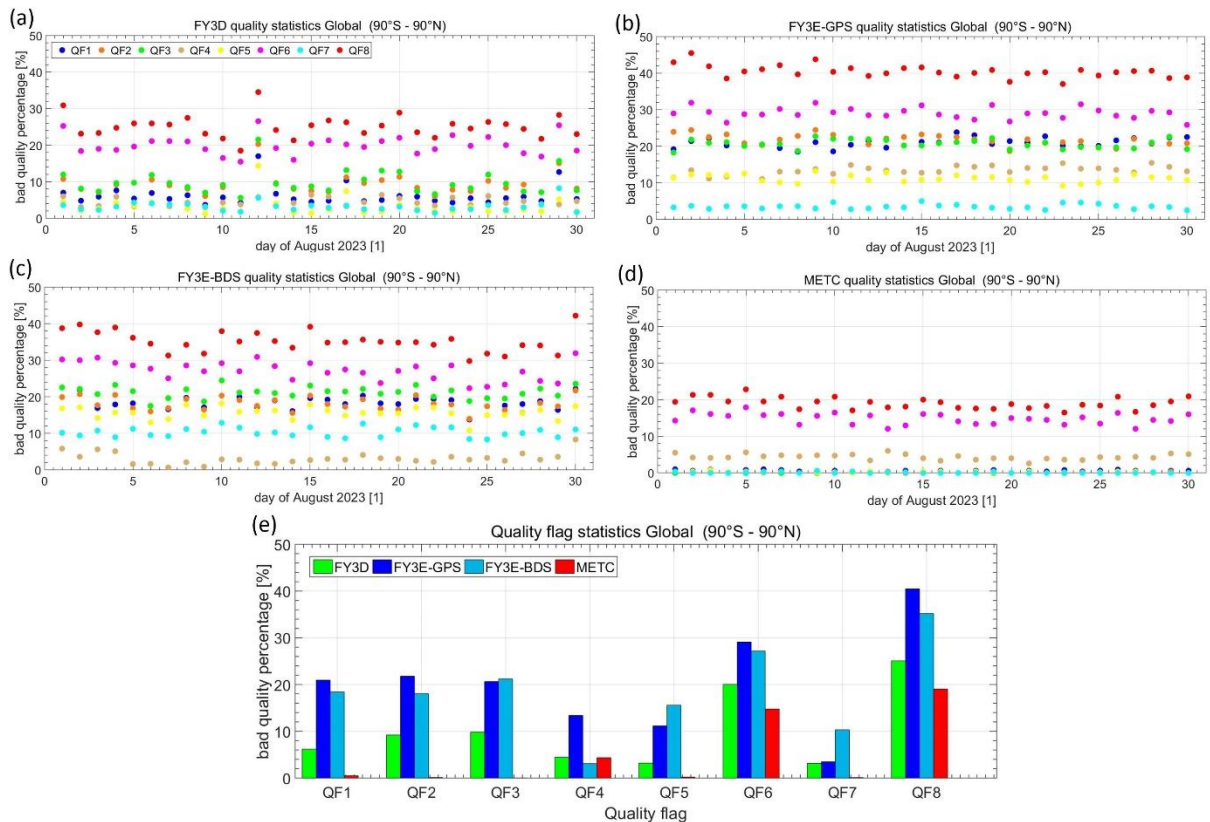 (a)
FY3D quality statistics Global (90°S - 90°N)
QF1 QF2 QF3 QF4 QF5 QF6 QF7 QF8
bad quality percentage [%]
50
40
30
20
10
0
0 5 10 15 20 25 30
day of August 2023 [1]
(b)
FY3E-GPS quality statistics Global (90°S - 90°N)
bad quality percentage [%]
50
40
30
20
10
0
0 5 10 15 20 25 30
day of August 2023 [1]
(c)
FY3E-BDS quality statistics Global (90°S - 90°N)
bad quality percentage [%]
50
40
30
20
10
0
0 5 10 15 20 25 30
day of August 2023 [1]
(d)
METC quality statistics Global (90°S - 90°N)
bad quality percentage [%]
50
40
30
20
10
0
0 5 10 15 20 25 30
day of August 2023 [1]
(e)
Quality flag statistics Global (90°S - 90°N)
FY3D FY3E-GPS FY3E-BDS METC
bad quality percentage [%]
50
40
30
20
10
0
QF1 QF2 QF3 QF4 QF5 QF6 QF7 QF8
Quality flag